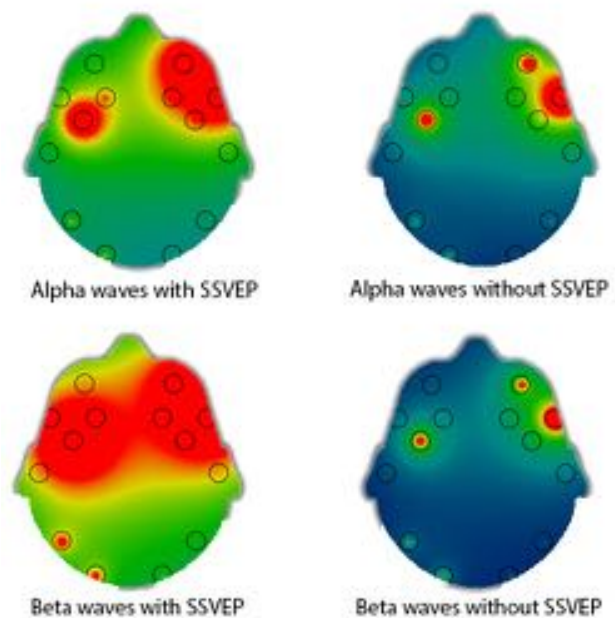 Alpha waves with SSVEP
Alpha waves without SSVEP
Beta waves with SSVEP
Beta waves without SSVEP